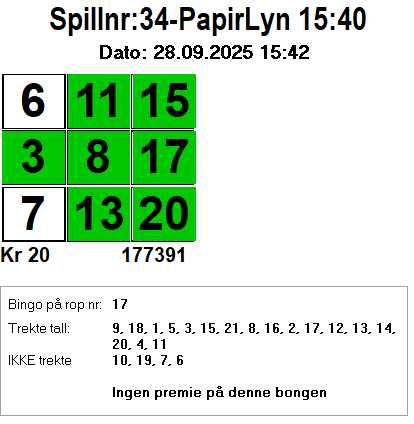 Spillnr:34-PapirLyn 15:40
Dato: 28.09.2025 15:42
6 11 15
3 8 17
7 13 20
Kr 20 177391
Bingo på rop nr: 17
Trekte tall: 9, 18, 1, 5, 3, 15, 21, 8, 16, 2, 17, 12, 13, 14,
20, 4, 11
IKKE trekte 10, 19, 7, 6
Ingen premie på denne bongen